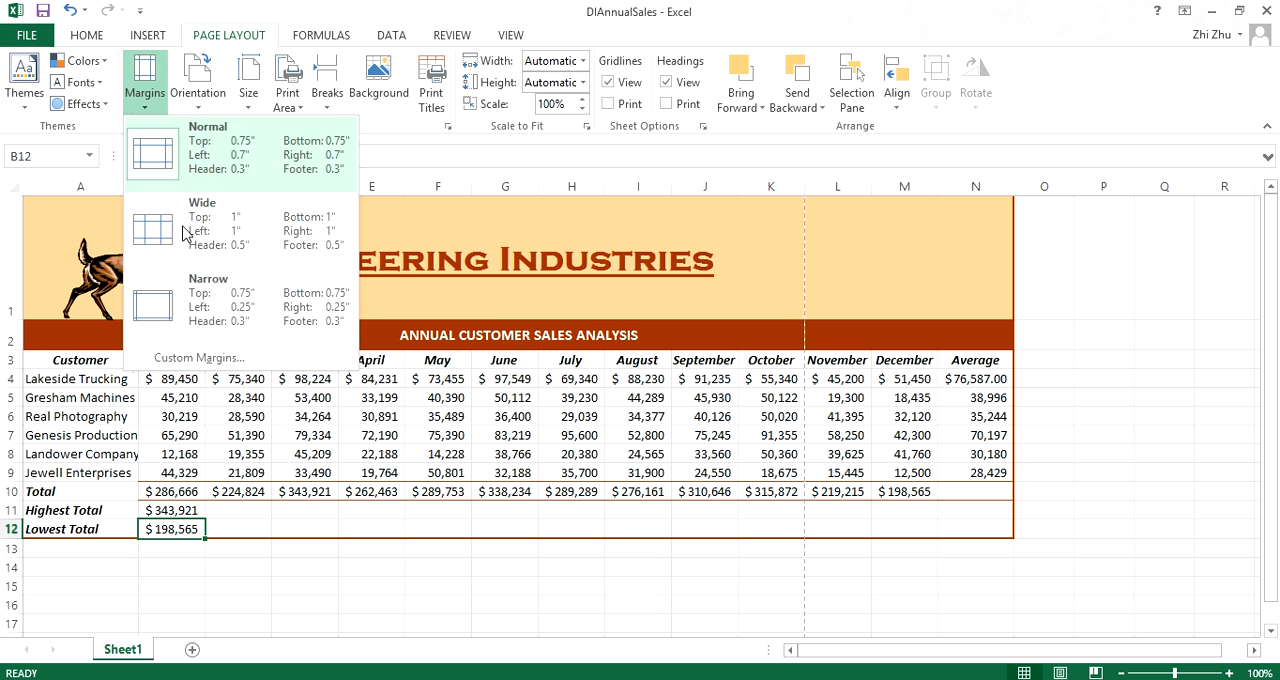 DIAnnualSales - Excel
?
FILE HOME INSERT PAGE LAYOUT FORMULAS DATA REVIEW VIEW Zhi Zhu
Themes Colors Fonts Effects Margins Orientation Size Print Area Breaks Background Print Titles
Width: Automatic Height: Automatic Scale: 100%
Gridlines View Print Headings View Print
Bring Forward Send Backward Selection Pane Align Group Rotate
Themes Scale to Fit Sheet Options Arrange
B12
Normal
Top: 0.75" Bottom: 0.75"
Left: 0.7" Right: 0.7"
Header: 0.3" Footer: 0.3"
Wide
Top: 1" Bottom: 1"
Left: 1" Right: 1"
Header: 0.5" Footer: 0.5"
Narrow
Top: 0.75" Bottom: 0.75"
Left: 0.25" Right: 0.25"
Header: 0.3" Footer: 0.3"
Custom Margins...
A E F G H I J K L M N O P Q R
1 EERING INDUSTRIES
2 ANNUAL CUSTOMER SALES ANALYSIS
3 Customer April May June July August September October November December Average
4 Lakeside Trucking $ 89,450 $ 75,340 $ 98,224 $ 84,231 $ 73,455 $ 97,549 $ 69,340 $ 88,230 $ 91,235 $ 55,340 $ 45,200 $ 51,450 $76,587.00
5 Gresham Machines 45,210 28,340 53,400 33,199 40,390 50,112 39,230 44,289 45,930 50,122 19,300 18,435 38,996
6 Real Photography 30,219 28,590 34,264 30,891 35,489 36,400 29,039 34,377 40,126 50,020 41,395 32,120 35,244
7 Genesis Production 65,290 51,390 79,334 72,190 75,390 83,219 95,600 52,800 75,245 91,355 58,250 42,300 70,197
8 Landower Company 12,168 19,355 45,209 22,188 14,228 38,766 20,380 24,565 33,560 50,360 39,625 41,760 30,180
9 Jewell Enterprises 44,329 21,809 33,490 19,764 50,801 32,188 35,700 31,900 24,550 18,675 15,445 12,500 28,429
10 Total $ 286,666 $ 224,824 $ 343,921 $ 262,463 $ 289,753 $ 338,234 $ 289,289 $ 276,161 $ 310,646 $ 315,872 $ 219,215 $ 198,565
11 Highest Total $ 343,921
12 Lowest Total $ 198,565
13
14
15
16
17
Sheet1
READY 100%